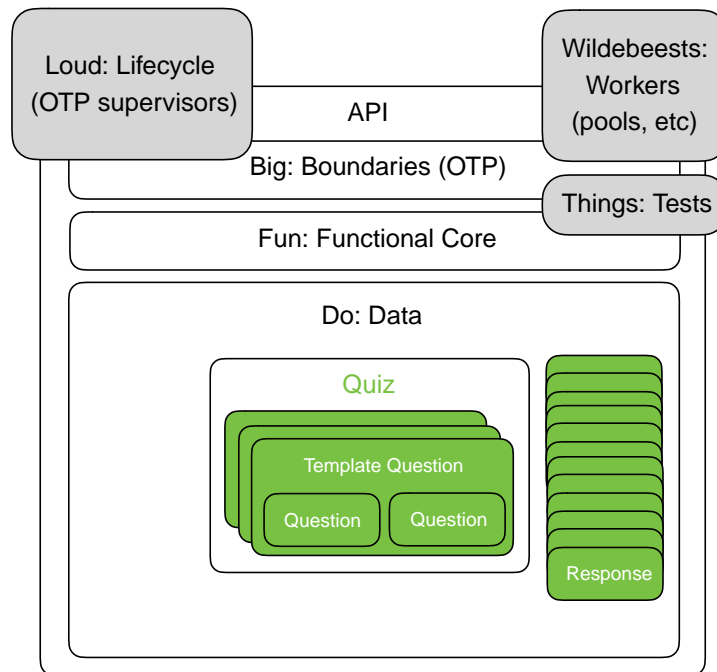 Loud: Lifecycle
(OTP supervisors)
Wildebeests:
Workers
(pools, etc)
API
Big: Boundaries (OTP)
Things: Tests
Fun: Functional Core
Do: Data
Quiz
Template Question
Question
Question
Response